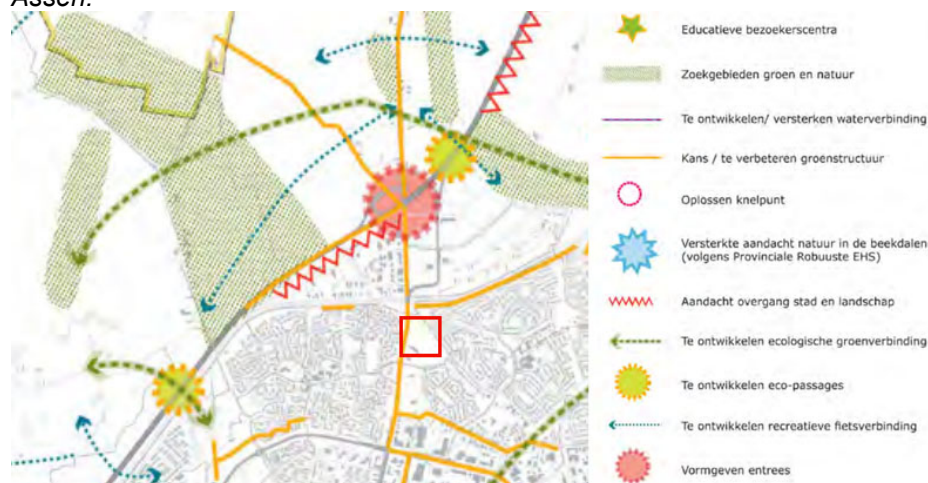 Assen.
Educatieve bezoekerscentra
Zoekgebieden groen en natuur
Te ontwikkelen/ versterken waterverbinding
Kans / te verbeteren groenstructuur
Oplossen knelpunt
Versterkte aandacht natuur in de beekdalen
(volgens Provinciale Robuuste EHS)
Aandacht overgang stad en landschap
Te ontwikkelen ecologische groenverbinding
Te ontwikkelen eco-passages
Te ontwikkelen recreatieve fietsverbinding
Vormgeven entrees